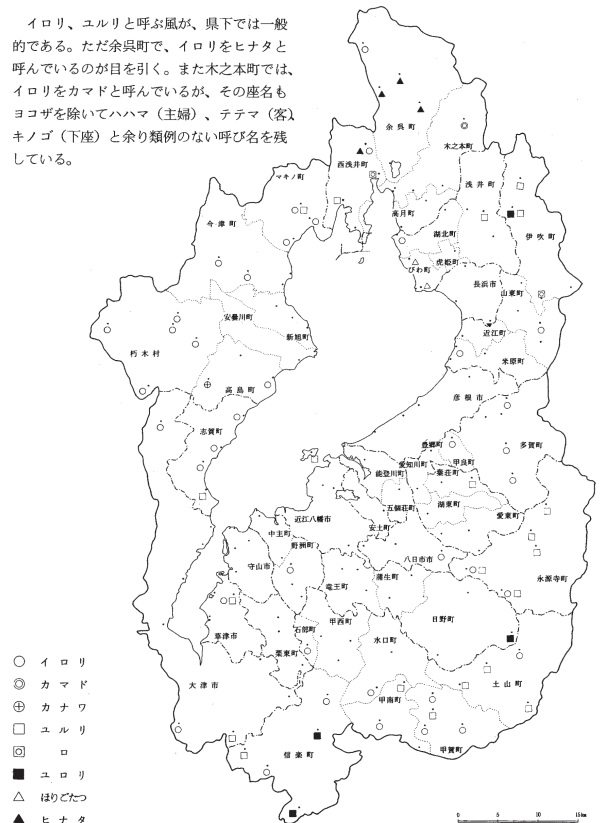 イロリ、ユルリと呼ぶ風が、県下では一般
的である。ただ余呉町で、イロリをヒナタと
呼んでいるのが目を引く。また木之本町では、
イロリをカマドと呼んでいるが、その座名も
ヨコザを除いてハハマ（主婦）、テテマ（客）、
キノゴ（下座）と余り類例のない呼び名を残
している。
余呉町
木之本町
西浅井町
マキノ町
浅井町
今津町
高月町
湖北町
伊吹町
虎姫町
びわ町
長浜市
山東町
安曇川町
新旭町
近江町
米原町
朽木村
高島町
彦根市
志賀町
豊郷町
多賀町
甲良町
愛知川町
秦荘町
能登川町
湖東町
愛東町
五個荘町
近江八幡市
安土町
中主町
野洲町
八日市市
永源寺町
守山市
蒲生町
竜王町
日野町
石部町
甲西町
水口町
草津市
栗東町
土山町
大津市
甲南町
甲賀町
信楽町
○ イロリ
◎ カマド
⊕ カナワ
□ ユルリ
ロ
■ ユロリ
△ ほりごたつ
▲ ヒナタ
0 5 10 15km